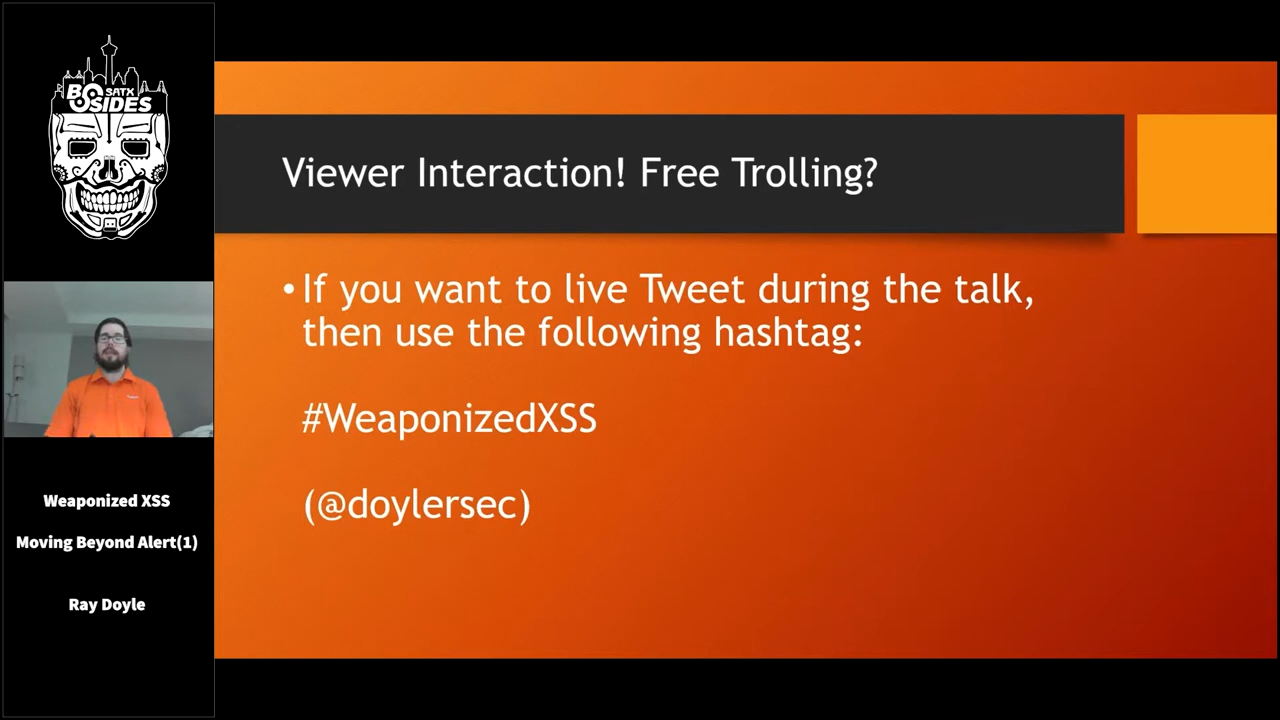 BSIDES
SATX
Weaponized XSS
Moving Beyond Alert(1)
Ray Doyle
Viewer Interaction! Free Trolling?
• If you want to live Tweet during the talk,
then use the following hashtag:
#WeaponizedXSS
(@doylersec)